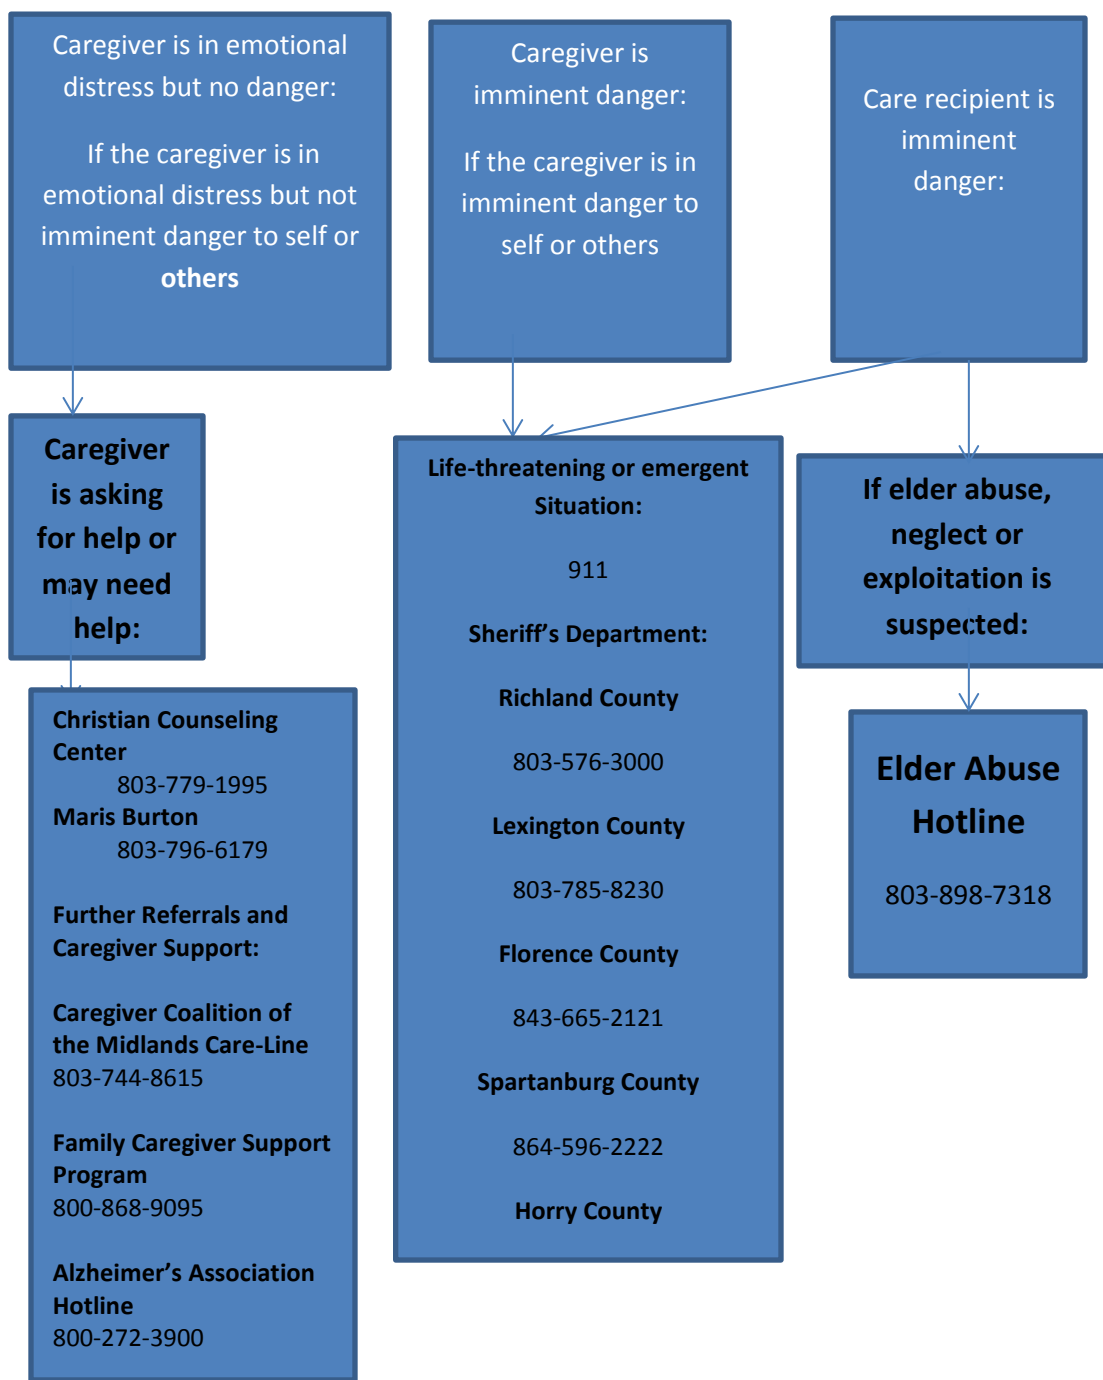 Caregiver is in emotional
distress but no danger:
If the caregiver is in
emotional distress but not
imminent danger to self or
others
Caregiver is
imminent danger:
If the caregiver is in
imminent danger to
self or others
Care recipient is
imminent
danger:
Caregiver
is asking
for help or
may need
help:
Life-threatening or emergent
Situation:
911
Sheriff’s Department:
Richland County
803-576-3000
Lexington County
803-785-8230
Florence County
843-665-2121
Spartanburg County
864-596-2222
Horry County
If elder abuse,
neglect or
exploitation is
suspected:
Christian Counseling
Center
803-779-1995
Maris Burton
803-796-6179
Further Referrals and
Caregiver Support:
Caregiver Coalition of
the Midlands Care-Line
803-744-8615
Family Caregiver Support
Program
800-868-9095
Alzheimer’s Association
Hotline
800-272-3900
Elder Abuse
Hotline
803-898-7318